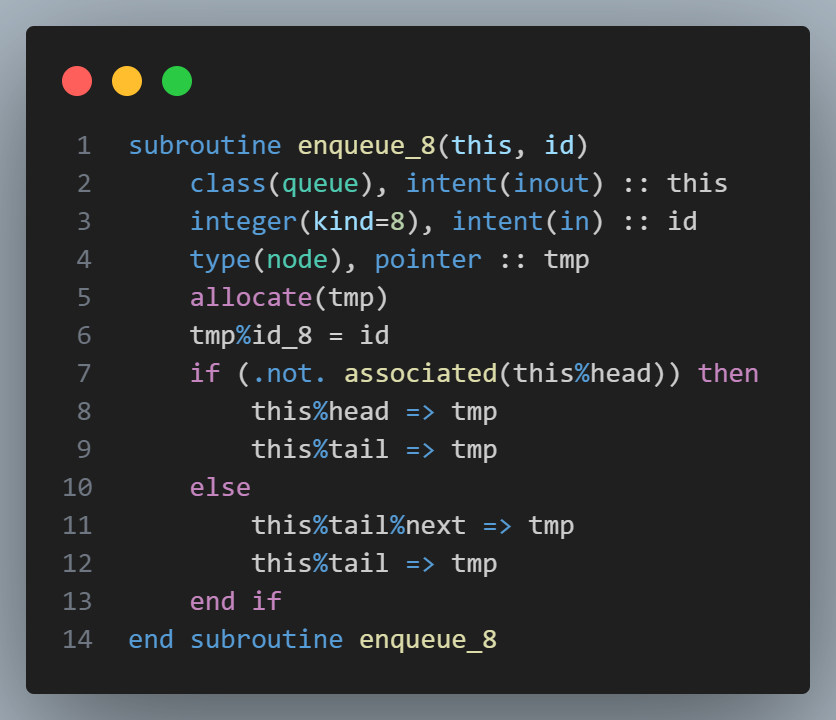 1 subroutine enqueue_8(this, id)
2     class(queue), intent(inout) :: this
3     integer(kind=8), intent(in) :: id
4     type(node), pointer :: tmp
5     allocate(tmp)
6     tmp%id_8 = id
7     if (.not. associated(this%head)) then
8         this%head => tmp
9         this%tail => tmp
10     else
11         this%tail%next => tmp
12         this%tail => tmp
13     end if
14 end subroutine enqueue_8